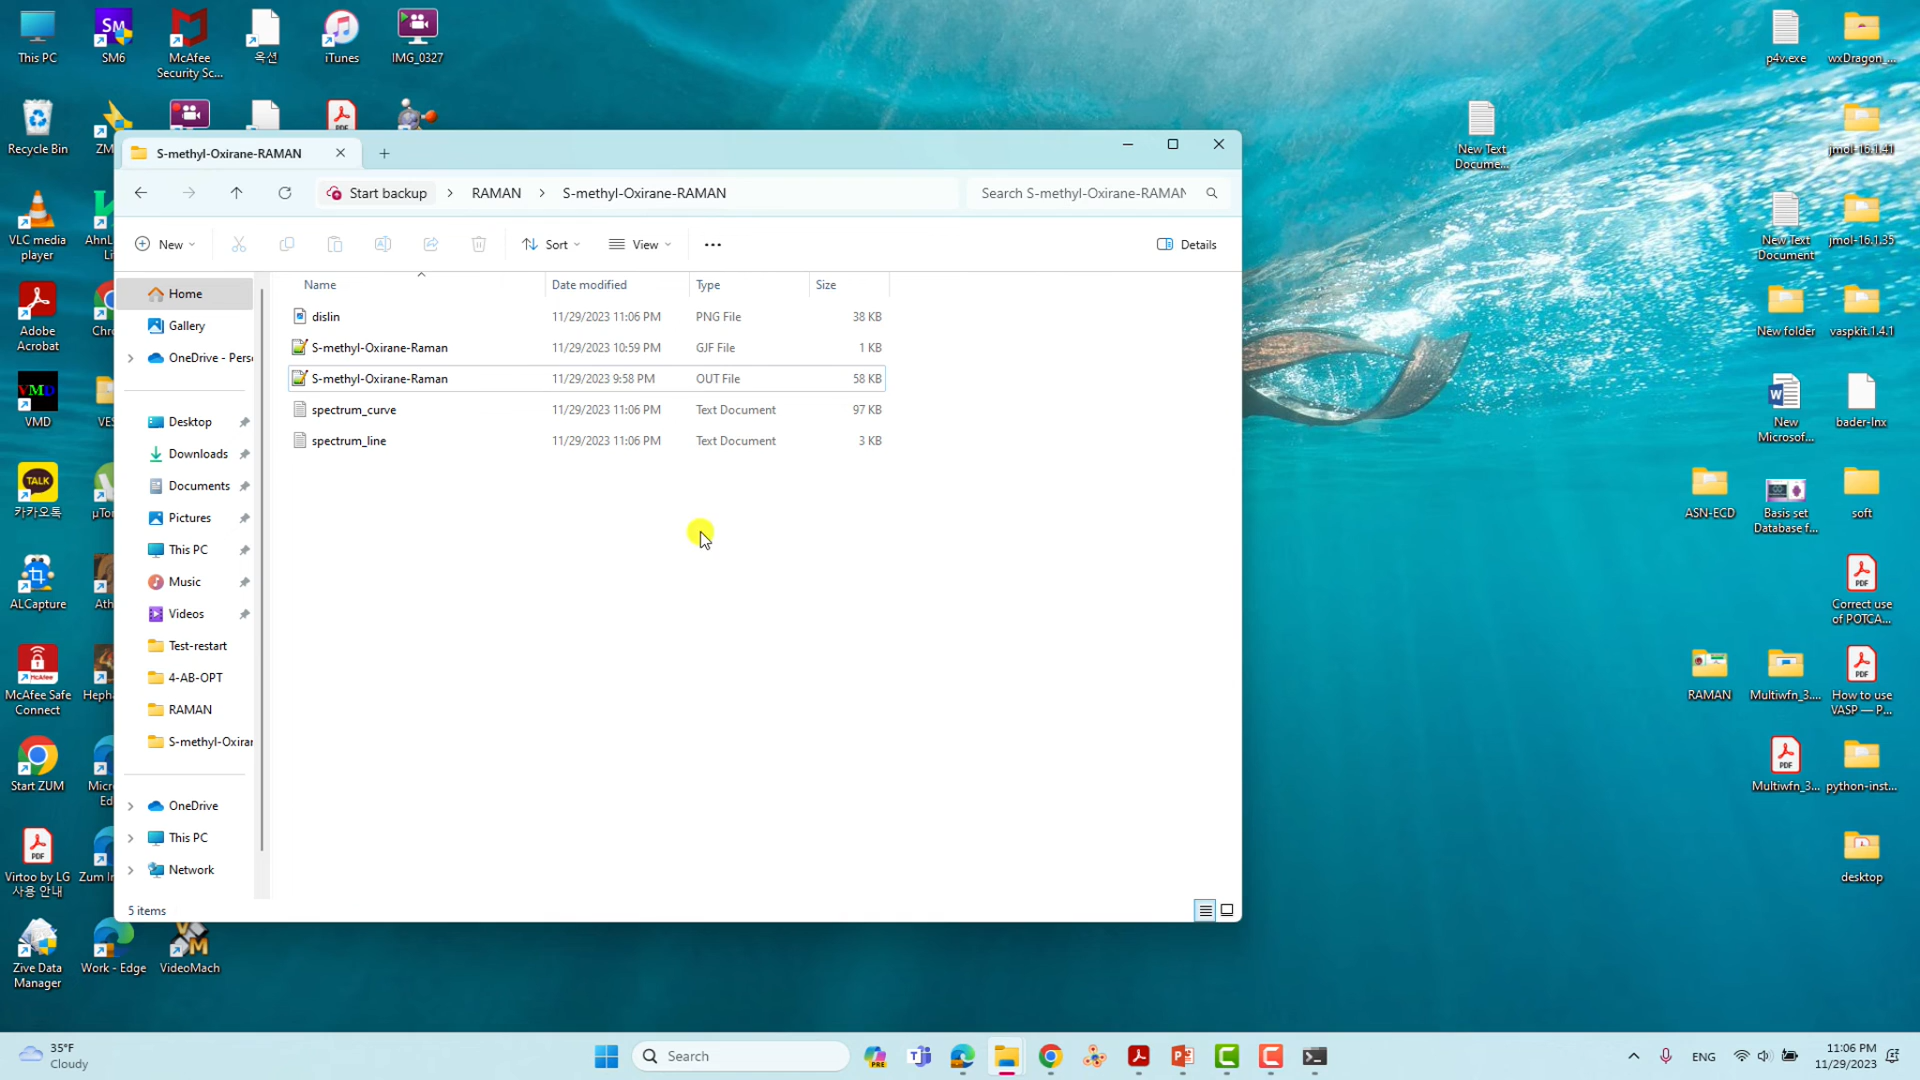 This PC
SM6
McAfee
Security Sc...
옥션
iTunes
IMG_0327
Recycle Bin
VLC media
player
Adobe
Acrobat
VMD
카카오톡
ALCapture
McAfee Safe
Connect
Start ZUM
Virtoo by LG
사용 안내
Zive Data
Manager
Work - Edge
VideoMach
S-methyl-Oxirane-RAMAN
Start backup > RAMAN > S-methyl-Oxirane-RAMAN
Search S-methyl-Oxirane-RAMAN
New
Sort
View
Details
Home
Gallery
OneDrive - Pers
Desktop
Downloads
Documents
Pictures
This PC
Music
Videos
Test-restart
4-AB-OPT
RAMAN
S-methyl-Oxirar
OneDrive
This PC
Network
Name Date modified Type Size
dislin 11/29/2023 11:06 PM PNG File 38 KB
S-methyl-Oxirane-Raman 11/29/2023 10:59 PM GJF File 1 KB
S-methyl-Oxirane-Raman 11/29/2023 9:58 PM OUT File 58 KB
spectrum_curve 11/29/2023 11:06 PM Text Document 97 KB
spectrum_line 11/29/2023 11:06 PM Text Document 3 KB
5 items
p4v.exe
wxDragon_...
New Text
Docume...
jmol-16.1.41
New Text
Document
jmol-16.1.35
New folder
vaspkit.1.4.1
New
Microsof...
bader-lnx
ASN-ECD
Basis set
Database f...
soft
Correct use
of POTCA...
RAMAN
Multiwfn_3....
How to use
VASP — P...
Multiwfn_3...
python-inst...
desktop
35°F
Cloudy
Search
ENG
11:06 PM
11/29/2023